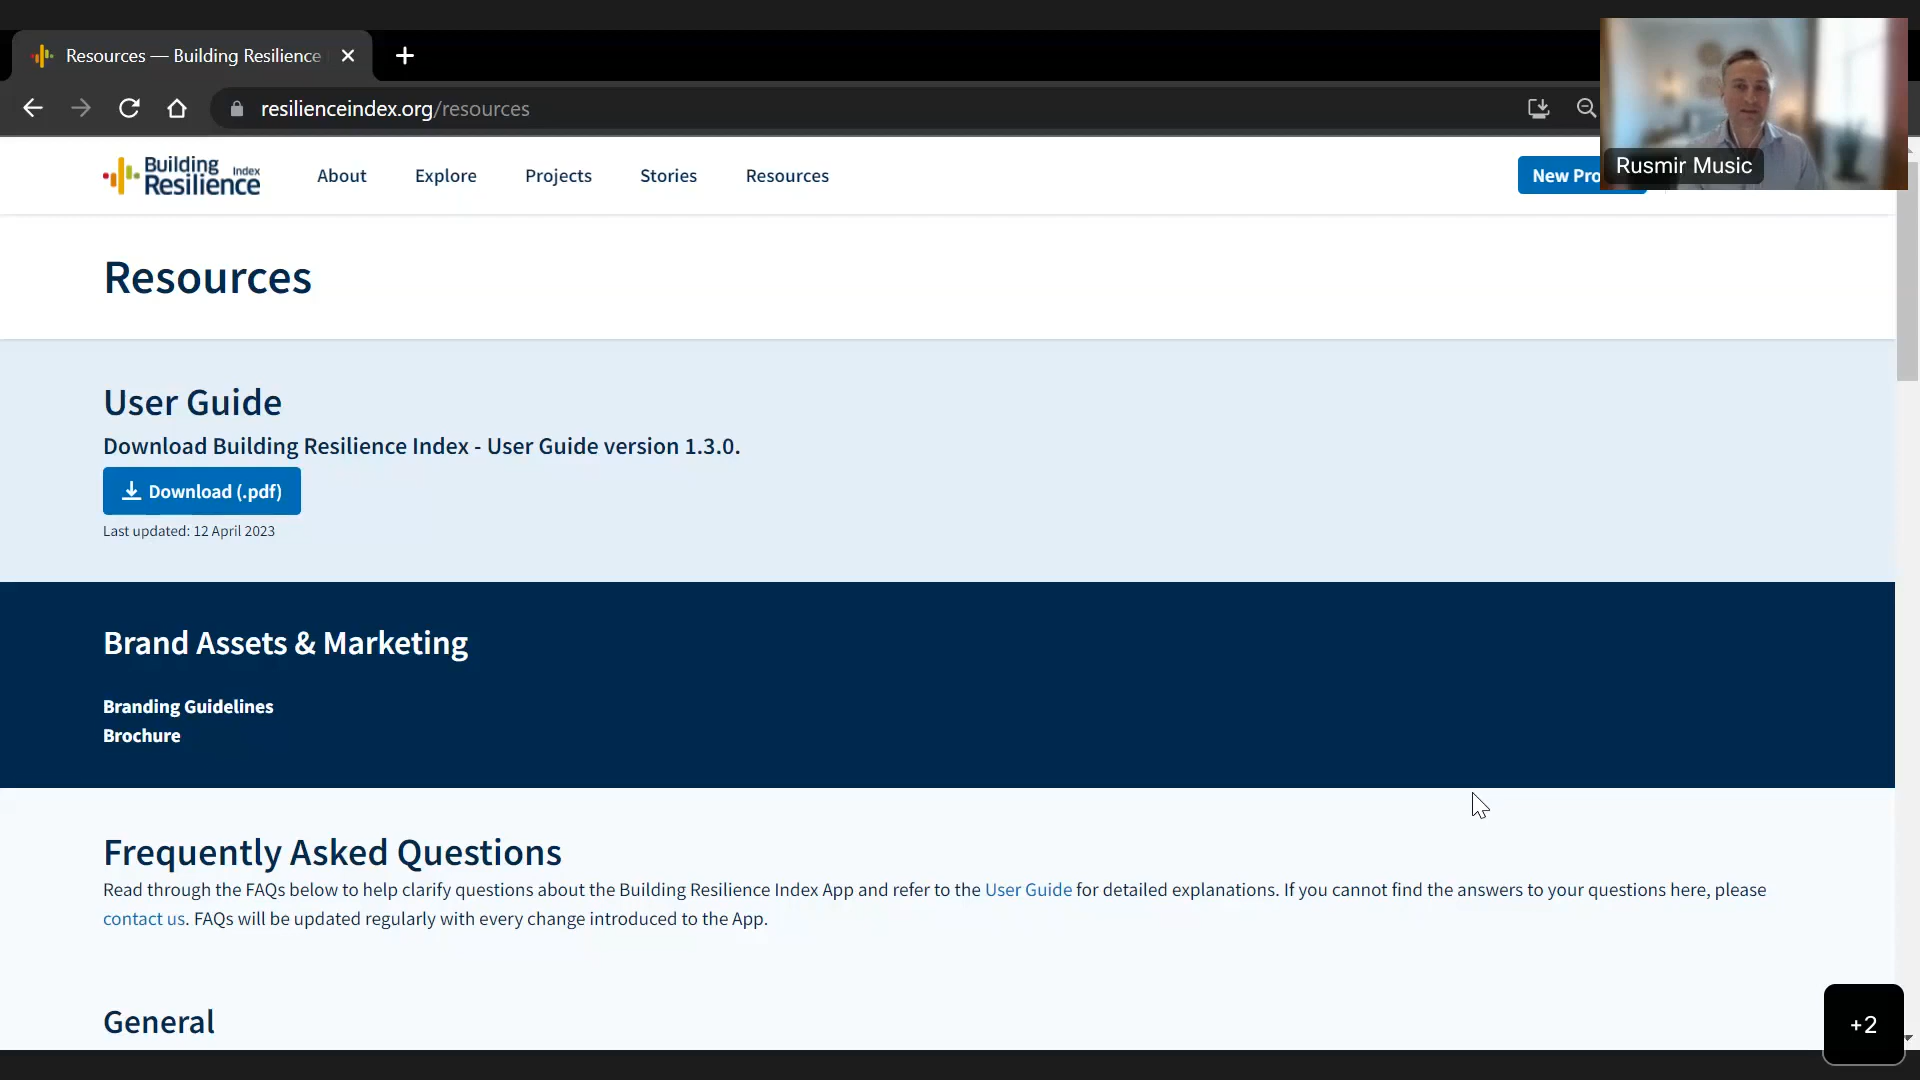 Resources — Building Resilience
resilienceindex.org/resources
Rusmir Music
Building
Resilience Index
About
Explore
Projects
Stories
Resources
New Pro
Resources
User Guide
Download Building Resilience Index - User Guide version 1.3.0.
Download (.pdf)
Last updated: 12 April 2023
Brand Assets & Marketing
Branding Guidelines
Brochure
Frequently Asked Questions
Read through the FAQs below to help clarify questions about the Building Resilience Index App and refer to the User Guide for detailed explanations. If you cannot find the answers to your questions here, please
contact us. FAQs will be updated regularly with every change introduced to the App.
General
+2